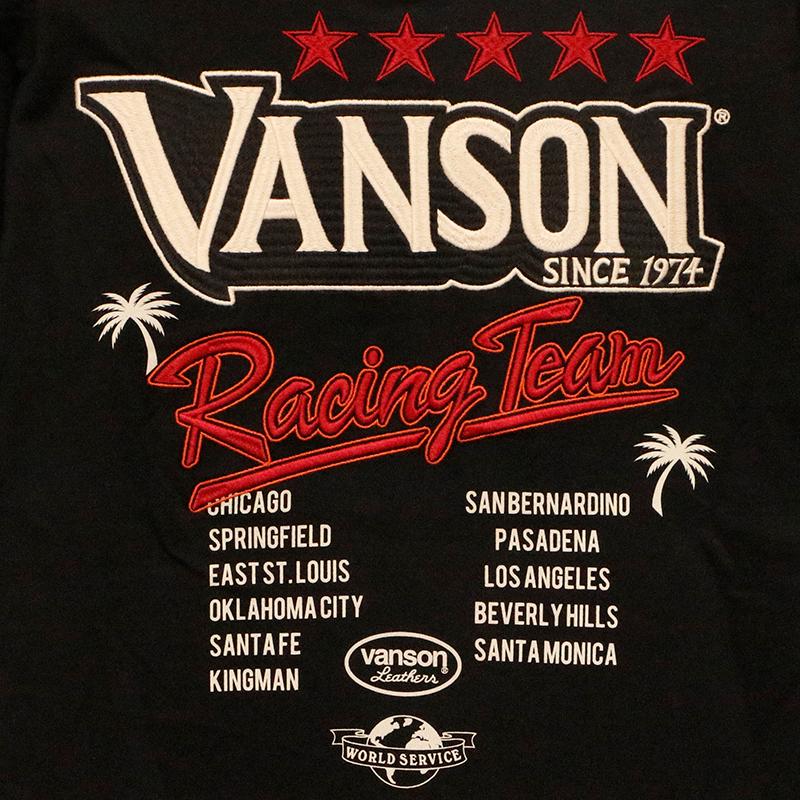 VANSON®
SINCE 1974
Racing Team
CHICAGO
SPRINGFIELD
EAST ST. LOUIS
OKLAHOMA CITY
SANTA FE
KINGMAN
SAN BERNARDINO
PASADENA
LOS ANGELES
BEVERLY HILLS
SANTA MONICA
vanson®
Leathers
WORLD SERVICE